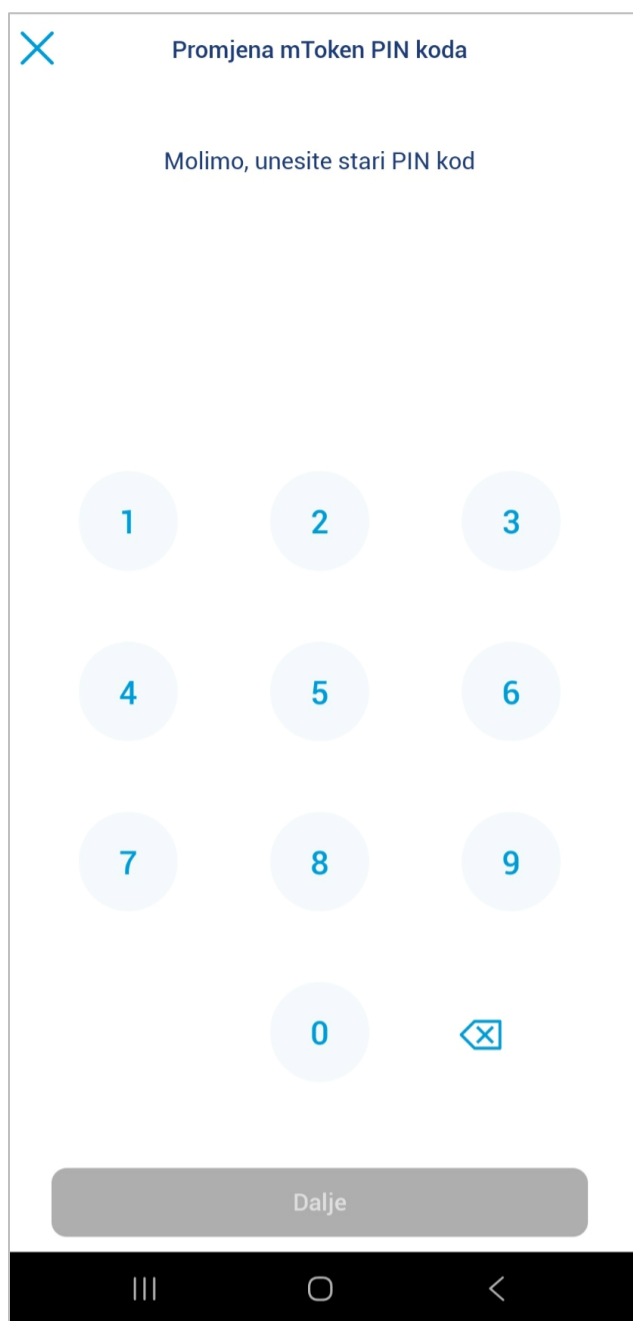 Promjena mToken PIN koda
Molimo, unesite stari PIN kod
1 2 3
4 5 6
7 8 9
0
Dalje